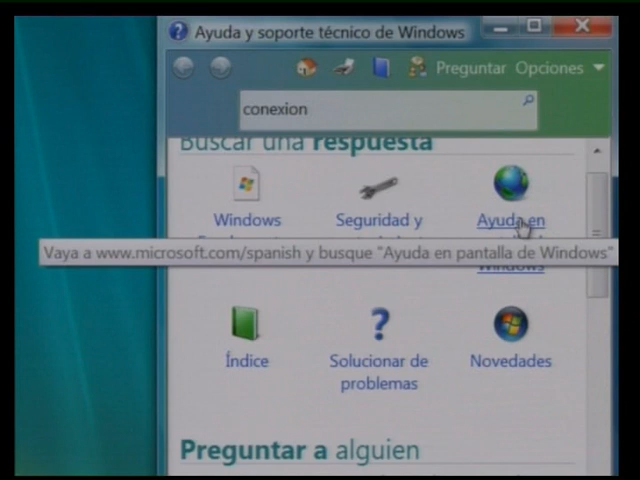 Ayuda y soporte técnico de Windows
Preguntar Opciones
conexion
Buscar una respuesta
Windows
Seguridad y
Ayuda en
Vaya a www.microsoft.com/spanish y busque "Ayuda en pantalla de Windows"
Windows
Índice
Solucionar de
problemas
Novedades
Preguntar a alguien